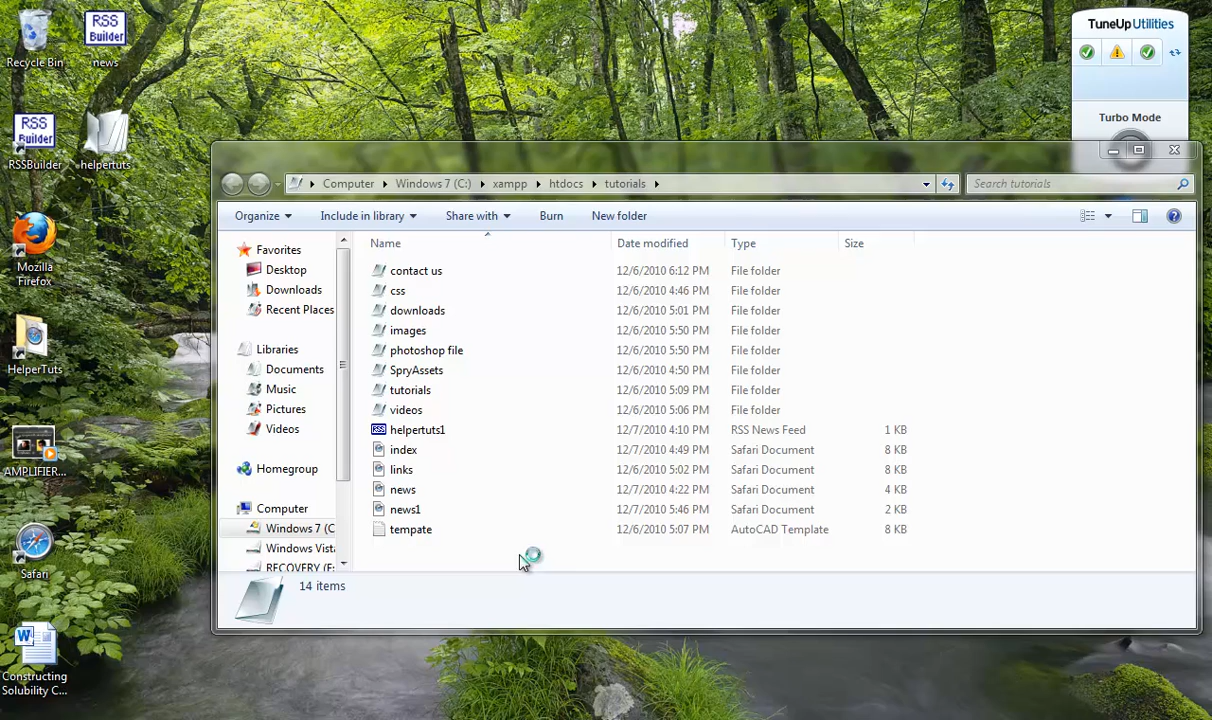 RSS
Builder
Recycle Bin
news
TuneUp Utilities
Turbo Mode
RSS
Builder
RSSBuilder
helpertuts
Computer
Windows 7 (C:)
xampp
htdocs
tutorials
Search tutorials
Organize
Include in library
Share with
Burn
New folder
Name
Date modified
Type
Size
Favorites
Desktop
Downloads
Recent Places
Libraries
Documents
Music
Pictures
Videos
Homegroup
Computer
Windows 7 (C
Windows Vista
RECOVERY (F:
contact us 12/6/2010 6:12 PM File folder
css 12/6/2010 4:46 PM File folder
downloads 12/6/2010 5:01 PM File folder
images 12/6/2010 5:50 PM File folder
photoshop file 12/6/2010 5:50 PM File folder
SpryAssets 12/6/2010 4:50 PM File folder
tutorials 12/6/2010 5:09 PM File folder
videos 12/6/2010 5:06 PM File folder
RSS helpertuts1 12/7/2010 4:10 PM RSS News Feed 1 KB
index 12/7/2010 4:49 PM Safari Document 8 KB
links 12/6/2010 5:02 PM Safari Document 8 KB
news 12/7/2010 4:22 PM Safari Document 4 KB
news1 12/7/2010 5:46 PM Safari Document 2 KB
tempate 12/6/2010 5:07 PM AutoCAD Template 8 KB
14 items
Mozilla
Firefox
HelperTuts
AMPLIFIER...
Safari
W
Constructing
Solubility C...